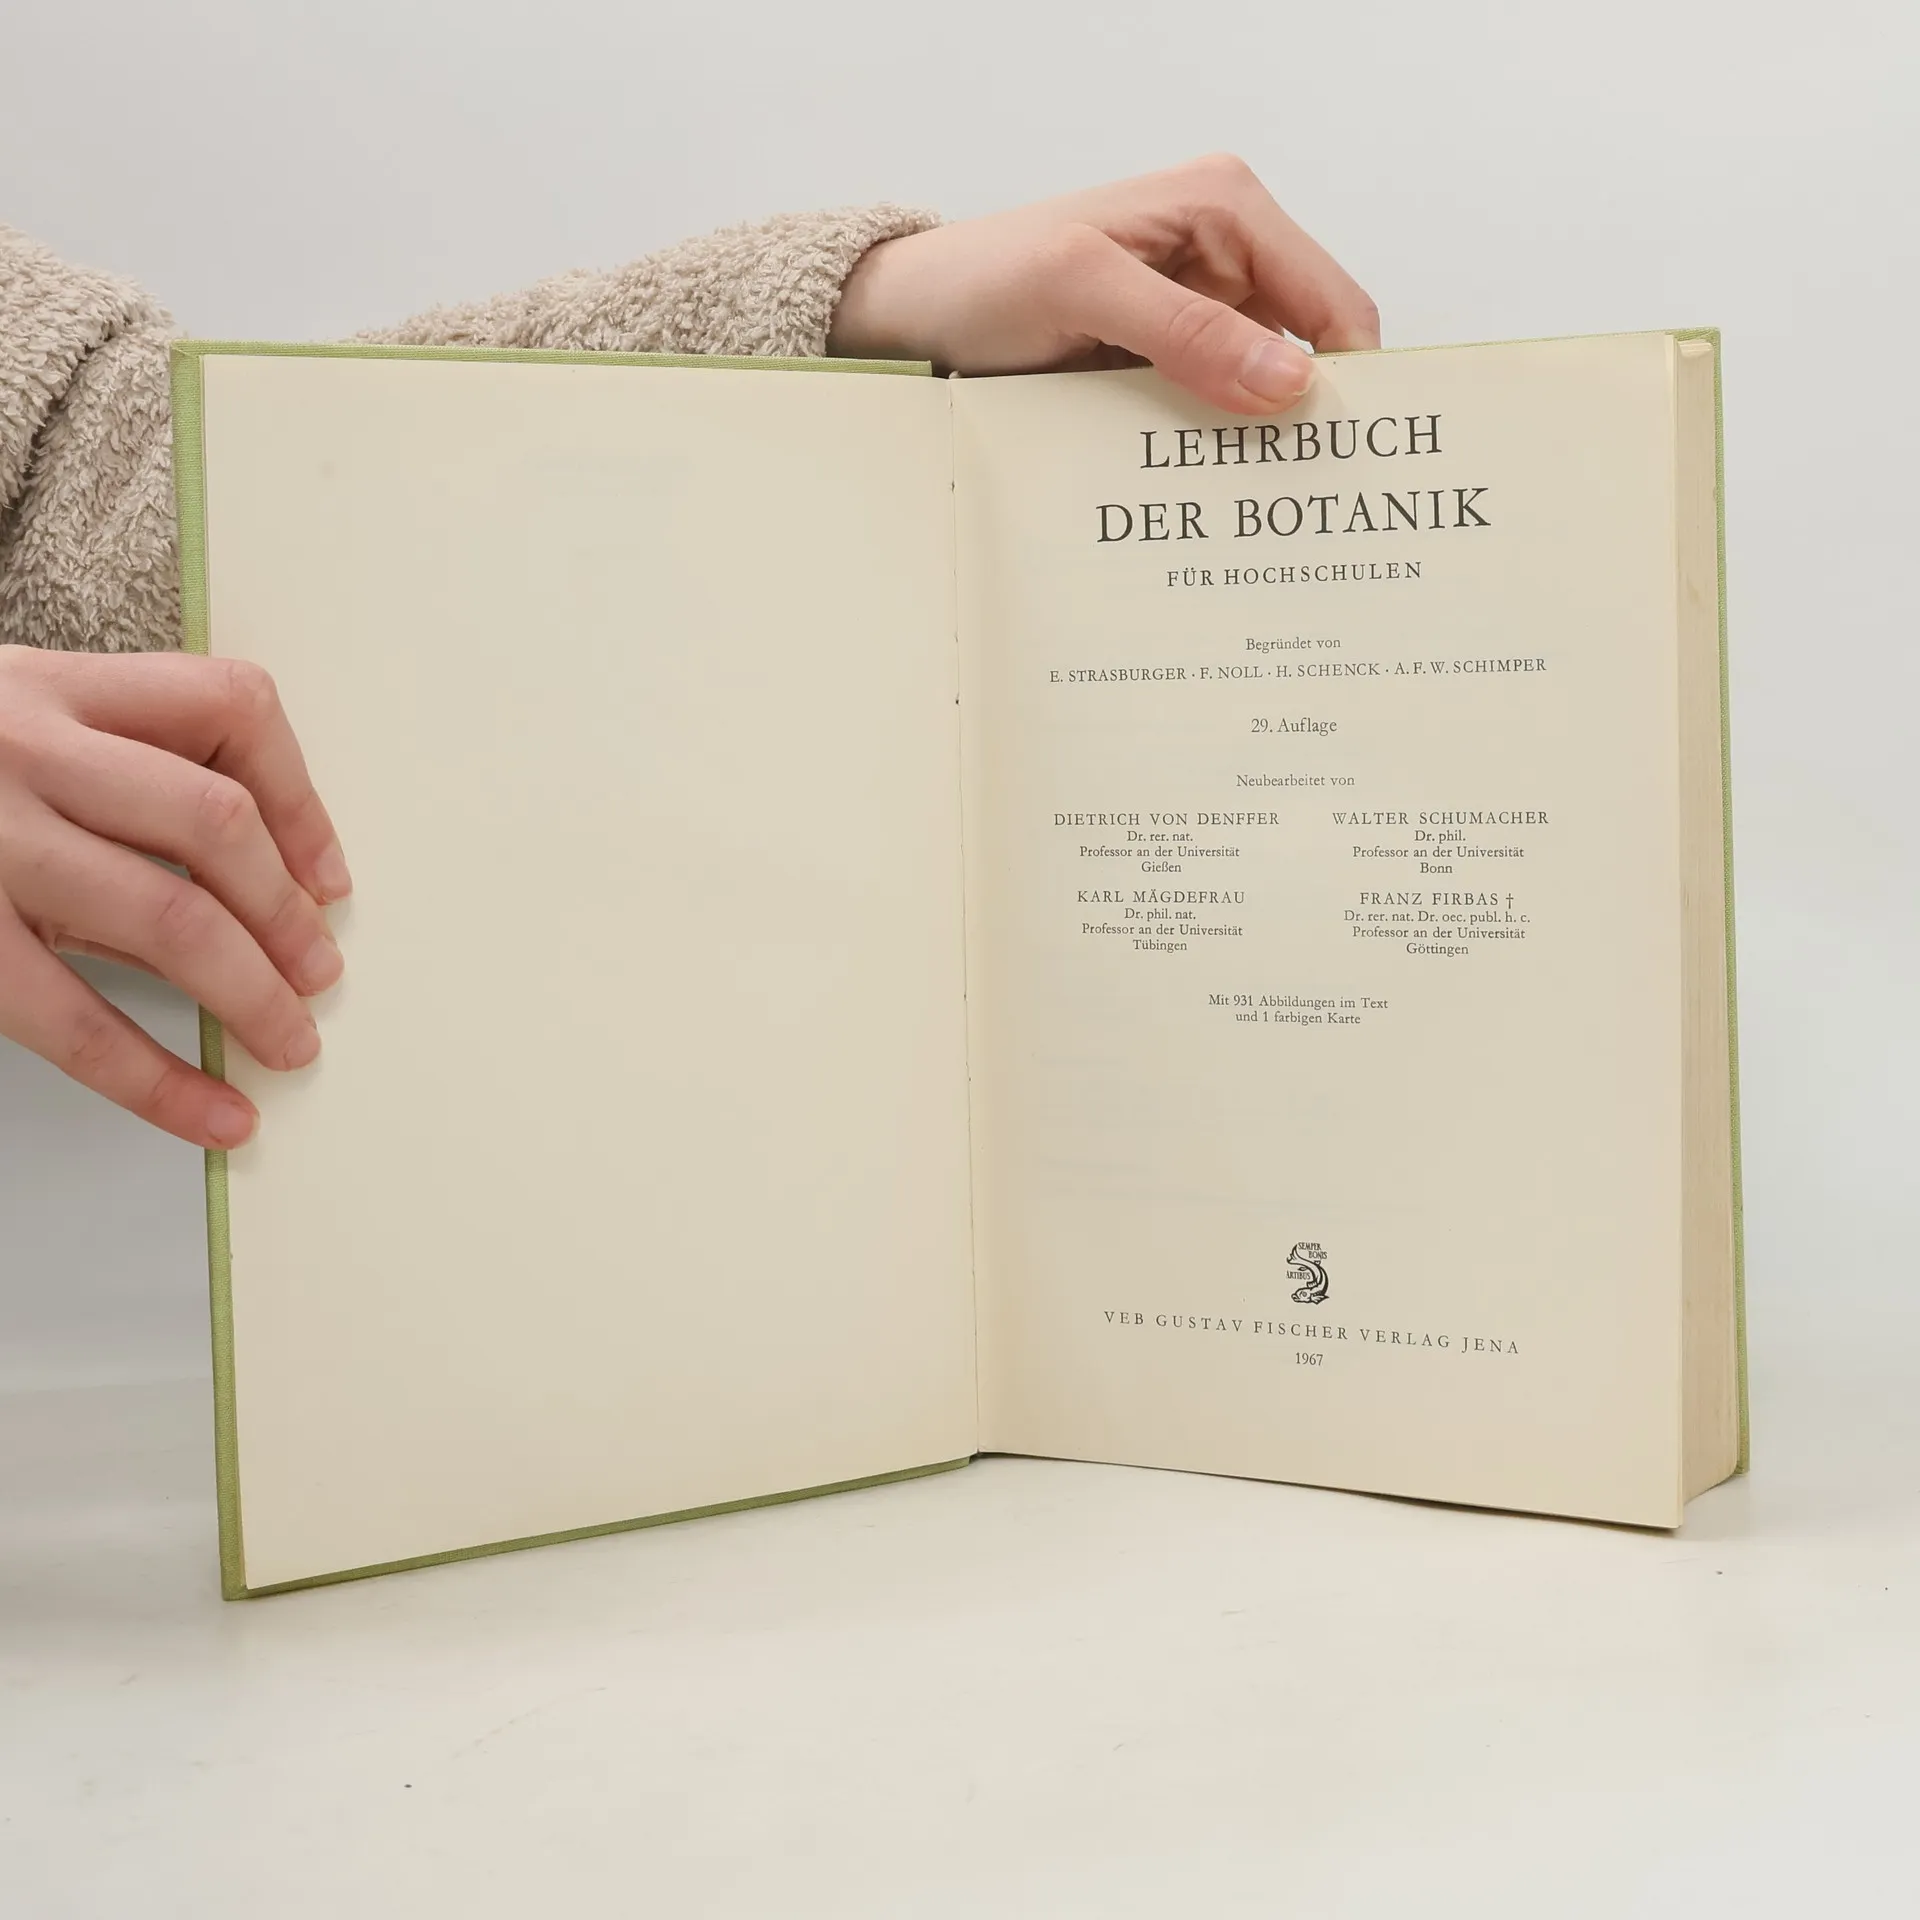 LEHRBUCH
DER BOTANIK
FÜR HOCHSCHULEN
Begründet von
E. STRASBURGER · F. NOLL · H. SCHENCK · A. F. W. SCHIMPER
29. Auflage
Neubearbeitet von
DIETRICH VON DENFFER
Dr. rer. nat.
Professor an der Universität
Gießen
WALTER SCHUMACHER
Dr. phil.
Professor an der Universität
Bonn
KARL MÄGDEFRAU
Dr. phil. nat.
Professor an der Universität
Tübingen
FRANZ FIRBAS †
Dr. rer. nat. Dr. oec. publ. h. c.
Professor an der Universität
Göttingen
Mit 931 Abbildungen im Text
und 1 farbigen Karte
SEMPER
BONIS
ARTIBUS
VEB GUSTAV FISCHER VERLAG JENA
1967